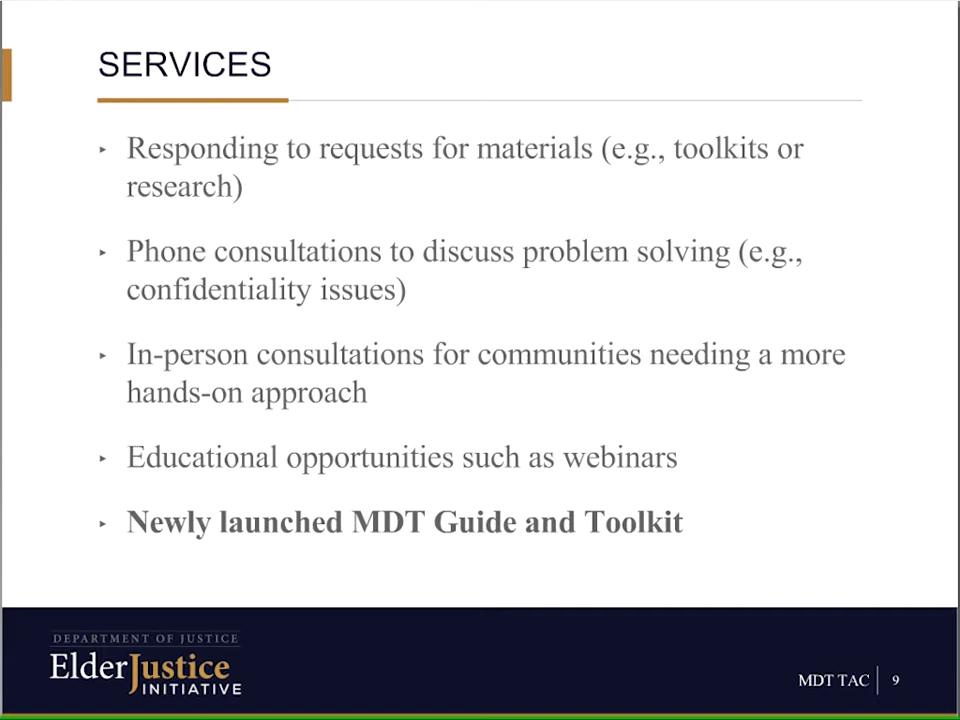 SERVICES
‣ Responding to requests for materials (e.g., toolkits or
research)
‣ Phone consultations to discuss problem solving (e.g.,
confidentiality issues)
‣ In-person consultations for communities needing a more
hands-on approach
‣ Educational opportunities such as webinars
‣ Newly launched MDT Guide and Toolkit
DEPARTMENT OF JUSTICE
ElderJustice
INITIATIVE
MDT TAC 9